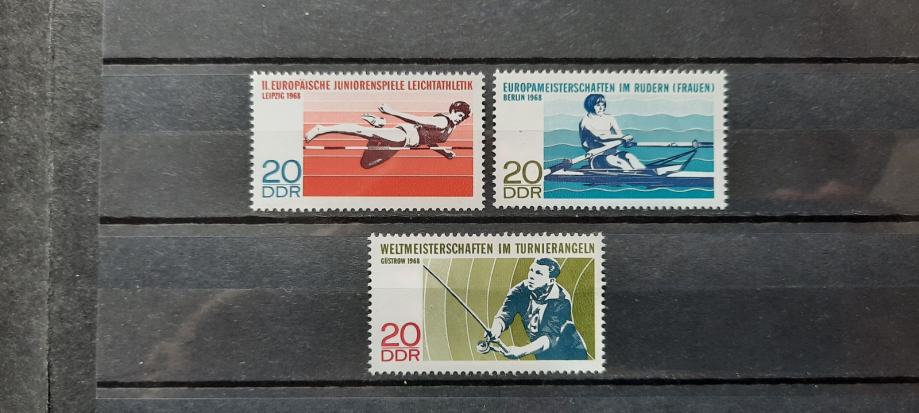 II. EUROPÄISCHE JUNIORENSPIELE LEICHTATHLETIK
LEIPZIG 1968
20
DDR
EUROPAMEISTERSCHAFTEN IM RUDERN (FRAUEN)
BERLIN 1968
20
DDR
WELTMEISTERSCHAFTEN IM TURNIERANGELN
GÜSTROW 1968
20
DDR